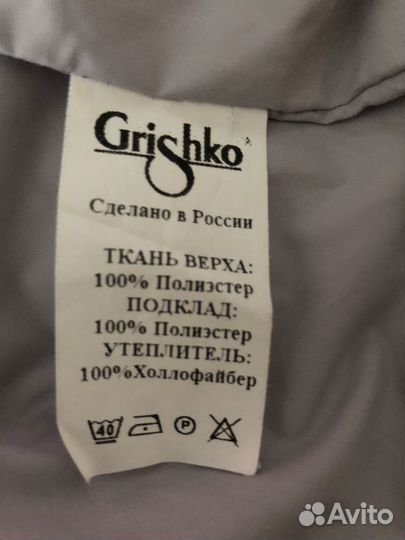 Grishko
Сделано в России
ТКАНЬ ВЕРХА:
100% Полиэстер
ПОДКЛАД:
100% Полиэстер
УТЕПЛИТЕЛЬ:
100%Холлофайбер
40 P
Avito